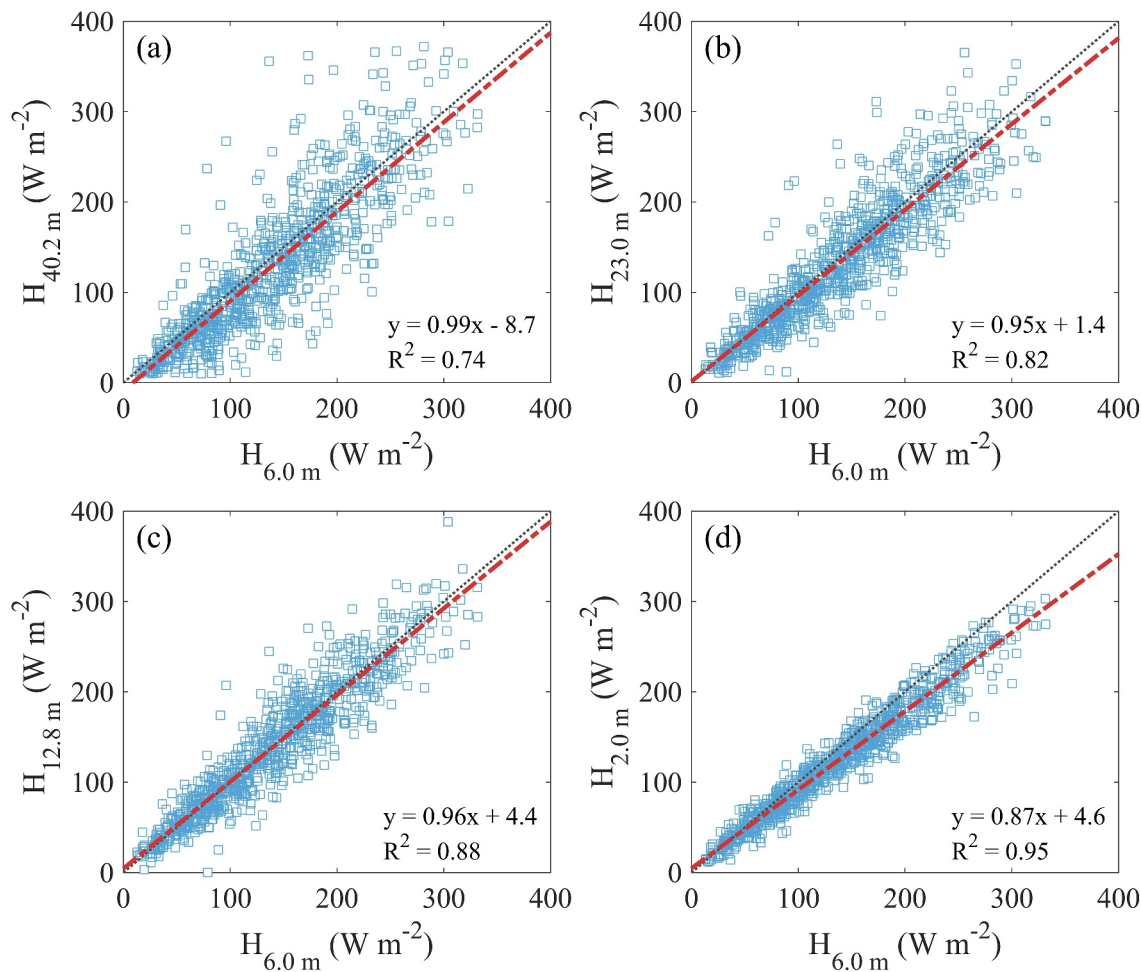 (a)
400
300
200
100
0
H40.2 m (W m-2)
y = 0.99x - 8.7
R2 = 0.74
0 100 200 300 400
H6.0 m (W m-2)
(b)
400
300
200
100
0
H23.0 m (W m-2)
y = 0.95x + 1.4
R2 = 0.82
0 100 200 300 400
H6.0 m (W m-2)
(c)
400
300
200
100
0
H12.8 m (W m-2)
y = 0.96x + 4.4
R2 = 0.88
0 100 200 300 400
H6.0 m (W m-2)
(d)
400
300
200
100
0
H2.0 m (W m-2)
y = 0.87x + 4.6
R2 = 0.95
0 100 200 300 400
H6.0 m (W m-2)